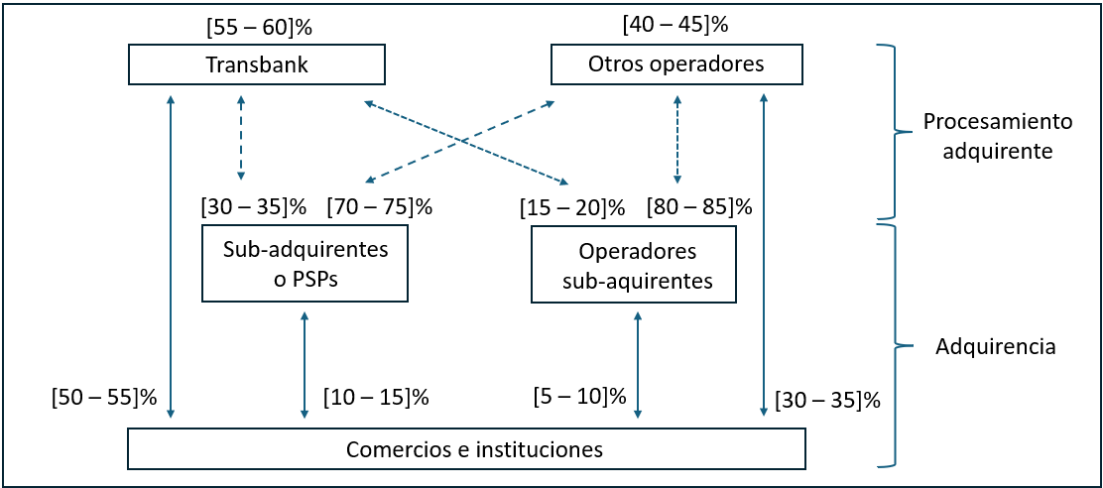 [55 – 60]%
[40 – 45]%
Transbank
Otros operadores
Procesamiento
adquirente
[30 – 35]%
[70 – 75]%
[15 – 20]%
[80 – 85]%
Sub-adquirentes
o PSPs
Operadores
sub-aquirentes
Adquirencia
[50 – 55]%
[10 – 15]%
[5 – 10]%
[30 – 35]%
Comercios e instituciones